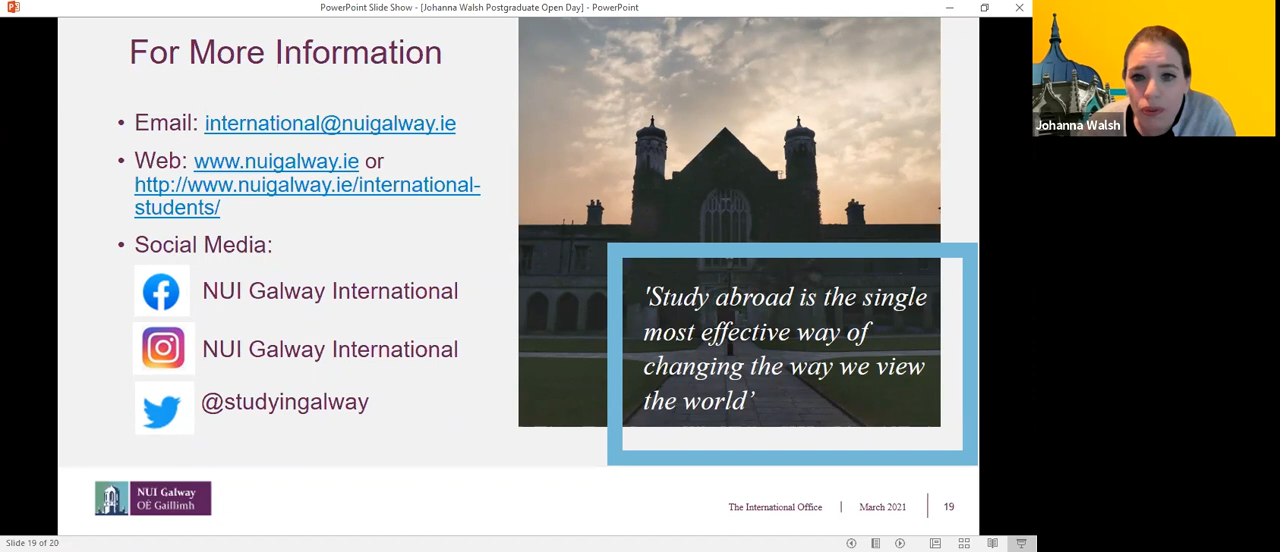 PowerPoint Slide Show - [Johanna Walsh Postgraduate Open Day] - PowerPoint
For More Information
• Email: international@nuigalway.ie
• Web: www.nuigalway.ie or
http://www.nuigalway.ie/international-
students/
• Social Media:
NUI Galway International
NUI Galway International
@studyingalway
'Study abroad is the single
most effective way of
changing the way we view
the world’
NUI Galway
OÉ Gaillimh
The International Office | March 2021 | 19
Slide 19 of 20
Johanna Walsh